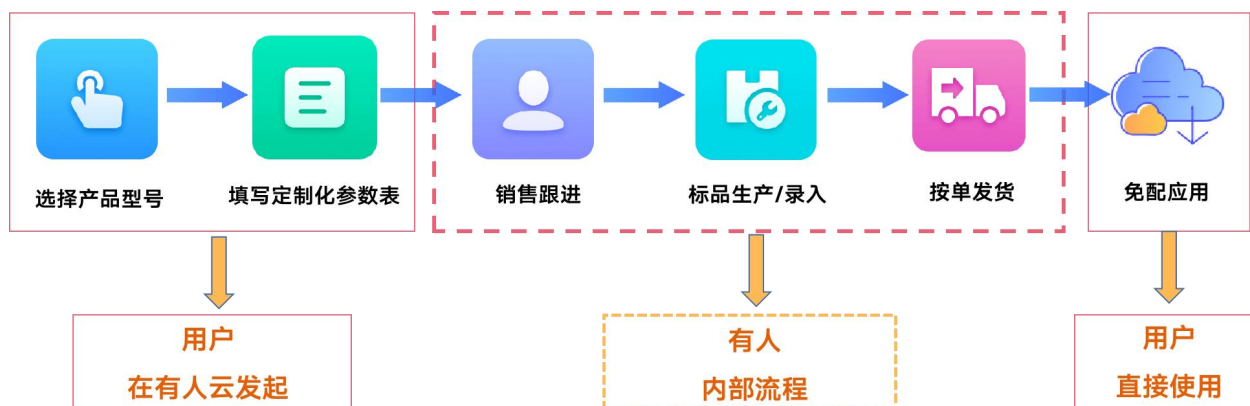 选择产品型号
填写定制化参数表
销售跟进
标品生产/录入
按单发货
免配应用
用户
在有人云发起
有人
内部流程
用户
直接使用